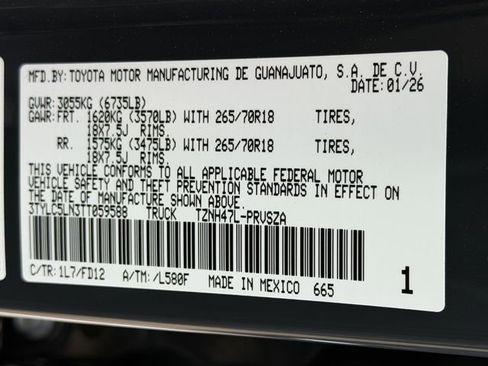 MFD.BY:TOYOTA MOTOR MANUFACTURING DE GUANAJUATO, S.A. DE C.V.
DATE:01/26
GVWR:3055KG (6735LB)
GAWR:FRT. 1620KG (3570LB) WITH 265/70R18 TIRES,
18X7.5J RIMS.
RR. 1575KG (3475LB) WITH 265/70R18 TIRES,
18X7.5J RIMS.
THIS VEHICLE CONFORMS TO ALL APPLICABLE FEDERAL MOTOR
VEHICLE SAFETY AND THEFT PREVENTION STANDARDS IN EFFECT ON
THE DATE OF MANUFACTURE SHOWN ABOVE.
3TYLC5LN3TT059588 TRUCK TZNH47L-PRVSZA
C/TR:1L7/FD12 A/TM:/L580F MADE IN MEXICO 665 1